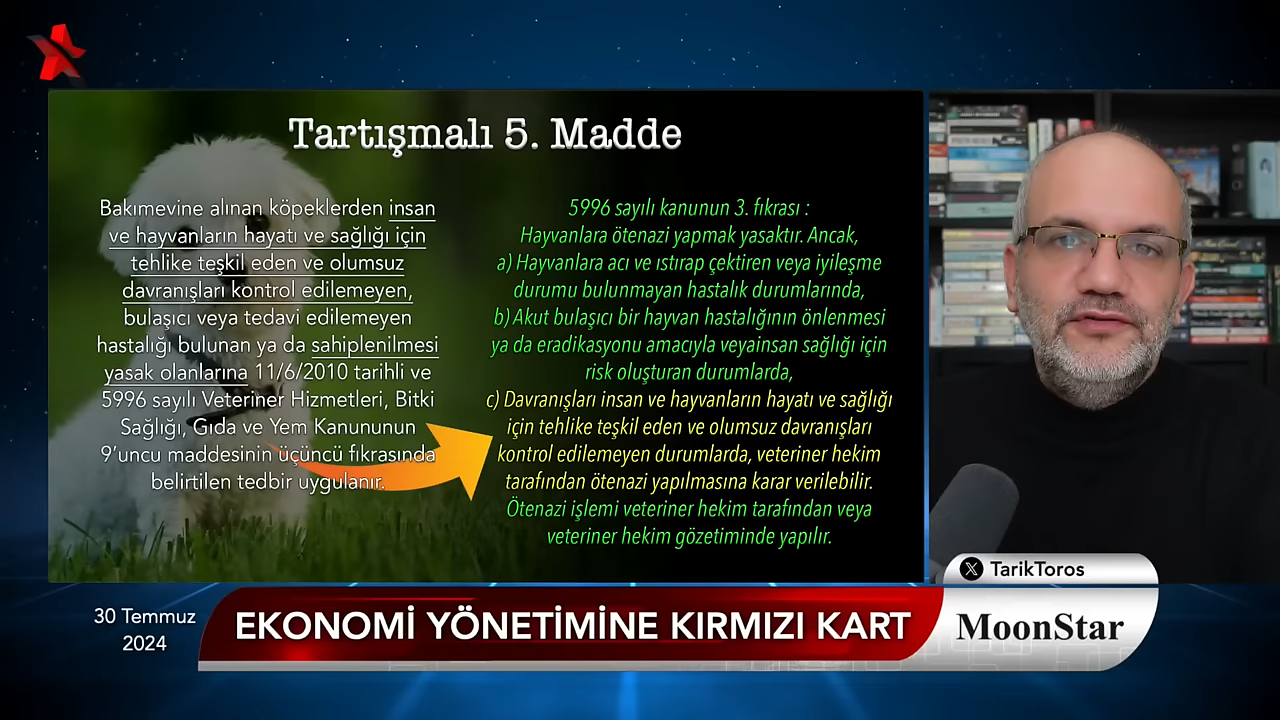 Tartışmalı 5. Madde
Bakımevine alınan köpeklerden insan
ve hayvanların hayatı ve sağlığı için
tehlike teşkil eden ve olumsuz
davranışları kontrol edilemeyen,
bulaşıcı veya tedavi edilemeyen
hastalığı bulunan ya da sahiplenilmesi
yasak olanlarına 11/6/2010 tarihli ve
5996 sayılı Veteriner Hizmetleri, Bitki
Sağlığı, Gıda ve Yem Kanununun
9’uncu maddesinin üçüncü fıkrasında
belirtilen tedbir uygulanır.
5996 sayılı kanunun 3. fıkrası :
Hayvanlara ötenazi yapmak yasaktır. Ancak,
a) Hayvanlara acı ve ıstırap çektiren veya iyileşme
durumu bulunmayan hastalık durumlarında,
b) Akut bulaşıcı bir hayvan hastalığının önlenmesi
ya da eradikasyonu amacıyla veyainsan sağlığı için
risk oluşturan durumlarda,
c) Davranışları insan ve hayvanların hayatı ve sağlığı
için tehlike teşkil eden ve olumsuz davranışları
kontrol edilemeyen durumlarda, veteriner hekim
tarafından ötenazi yapılmasına karar verilebilir.
Ötenazi işlemi veteriner hekim tarafından veya
veteriner hekim gözetiminde yapılır.
X TarikToros
30 Temmuz
2024
EKONOMİ YÖNETİMİNE KIRMIZI KART
MoonStar